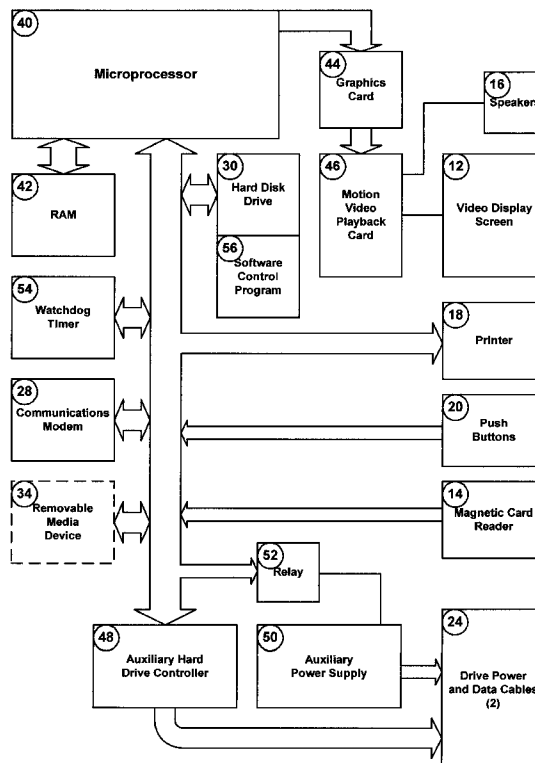 40
Microprocessor
44
Graphics
Card
16
Speakers
42
RAM
30
Hard Disk
Drive
46
Motion
Video
Playback
Card
12
Video Display
Screen
56
Software
Control
Program
54
Watchdog
Timer
18
Printer
28
Communications
Modem
20
Push
Buttons
34
Removable
Media
Device
14
Magnetic Card
Reader
52
Relay
48
Auxiliary Hard
Drive Controller
50
Auxiliary
Power Supply
24
Drive Power
and Data Cables
(2)